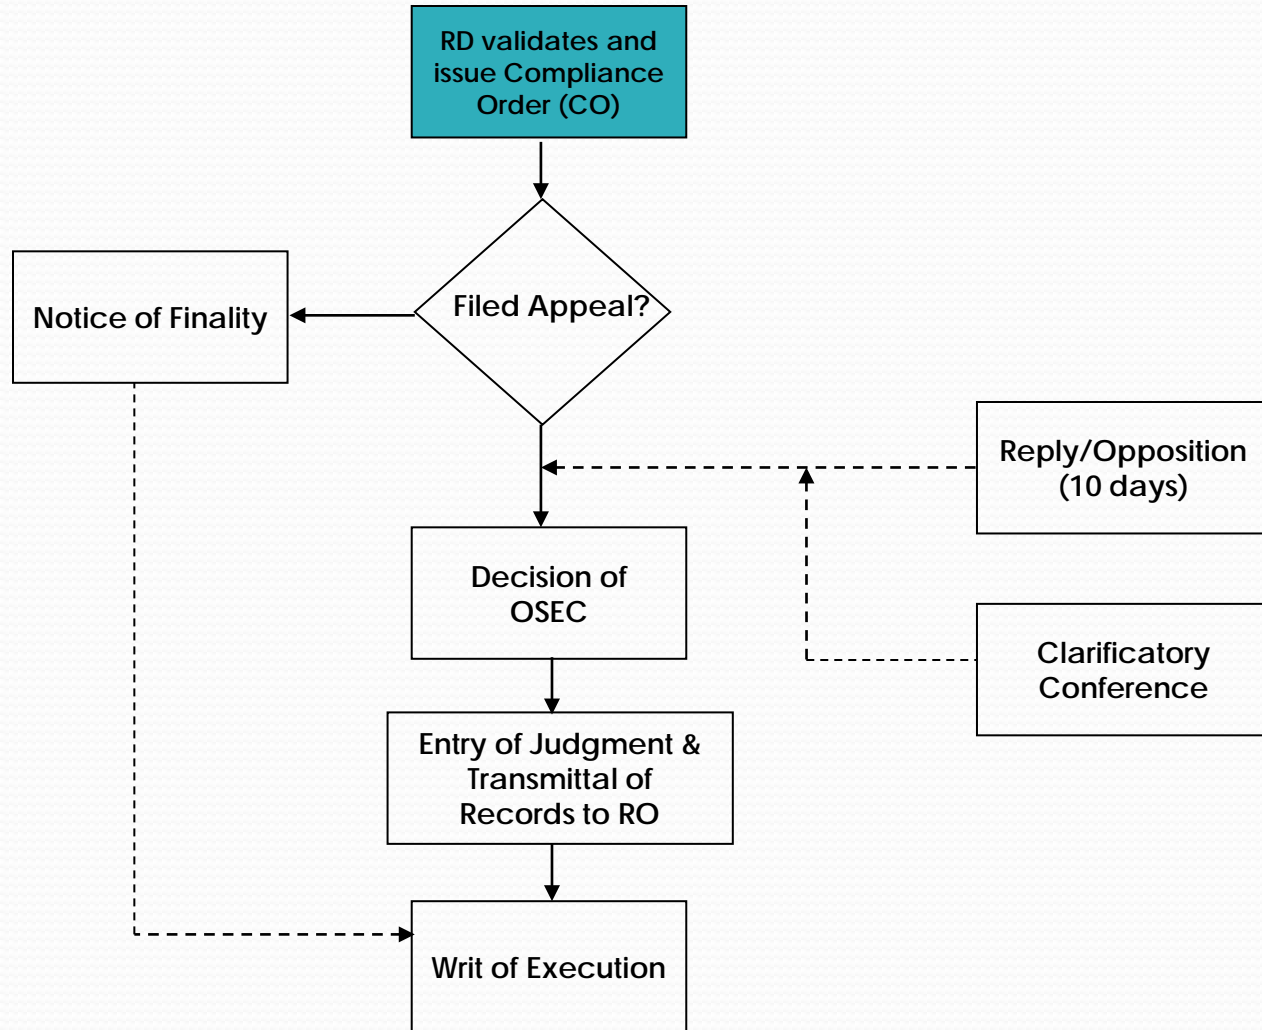 RD validates and
issue Compliance
Order (CO)
Filed Appeal?
Notice of Finality
Reply/Opposition
(10 days)
Decision of
OSEC
Clarificatory
Conference
Entry of Judgment &
Transmittal of
Records to RO
Writ of Execution